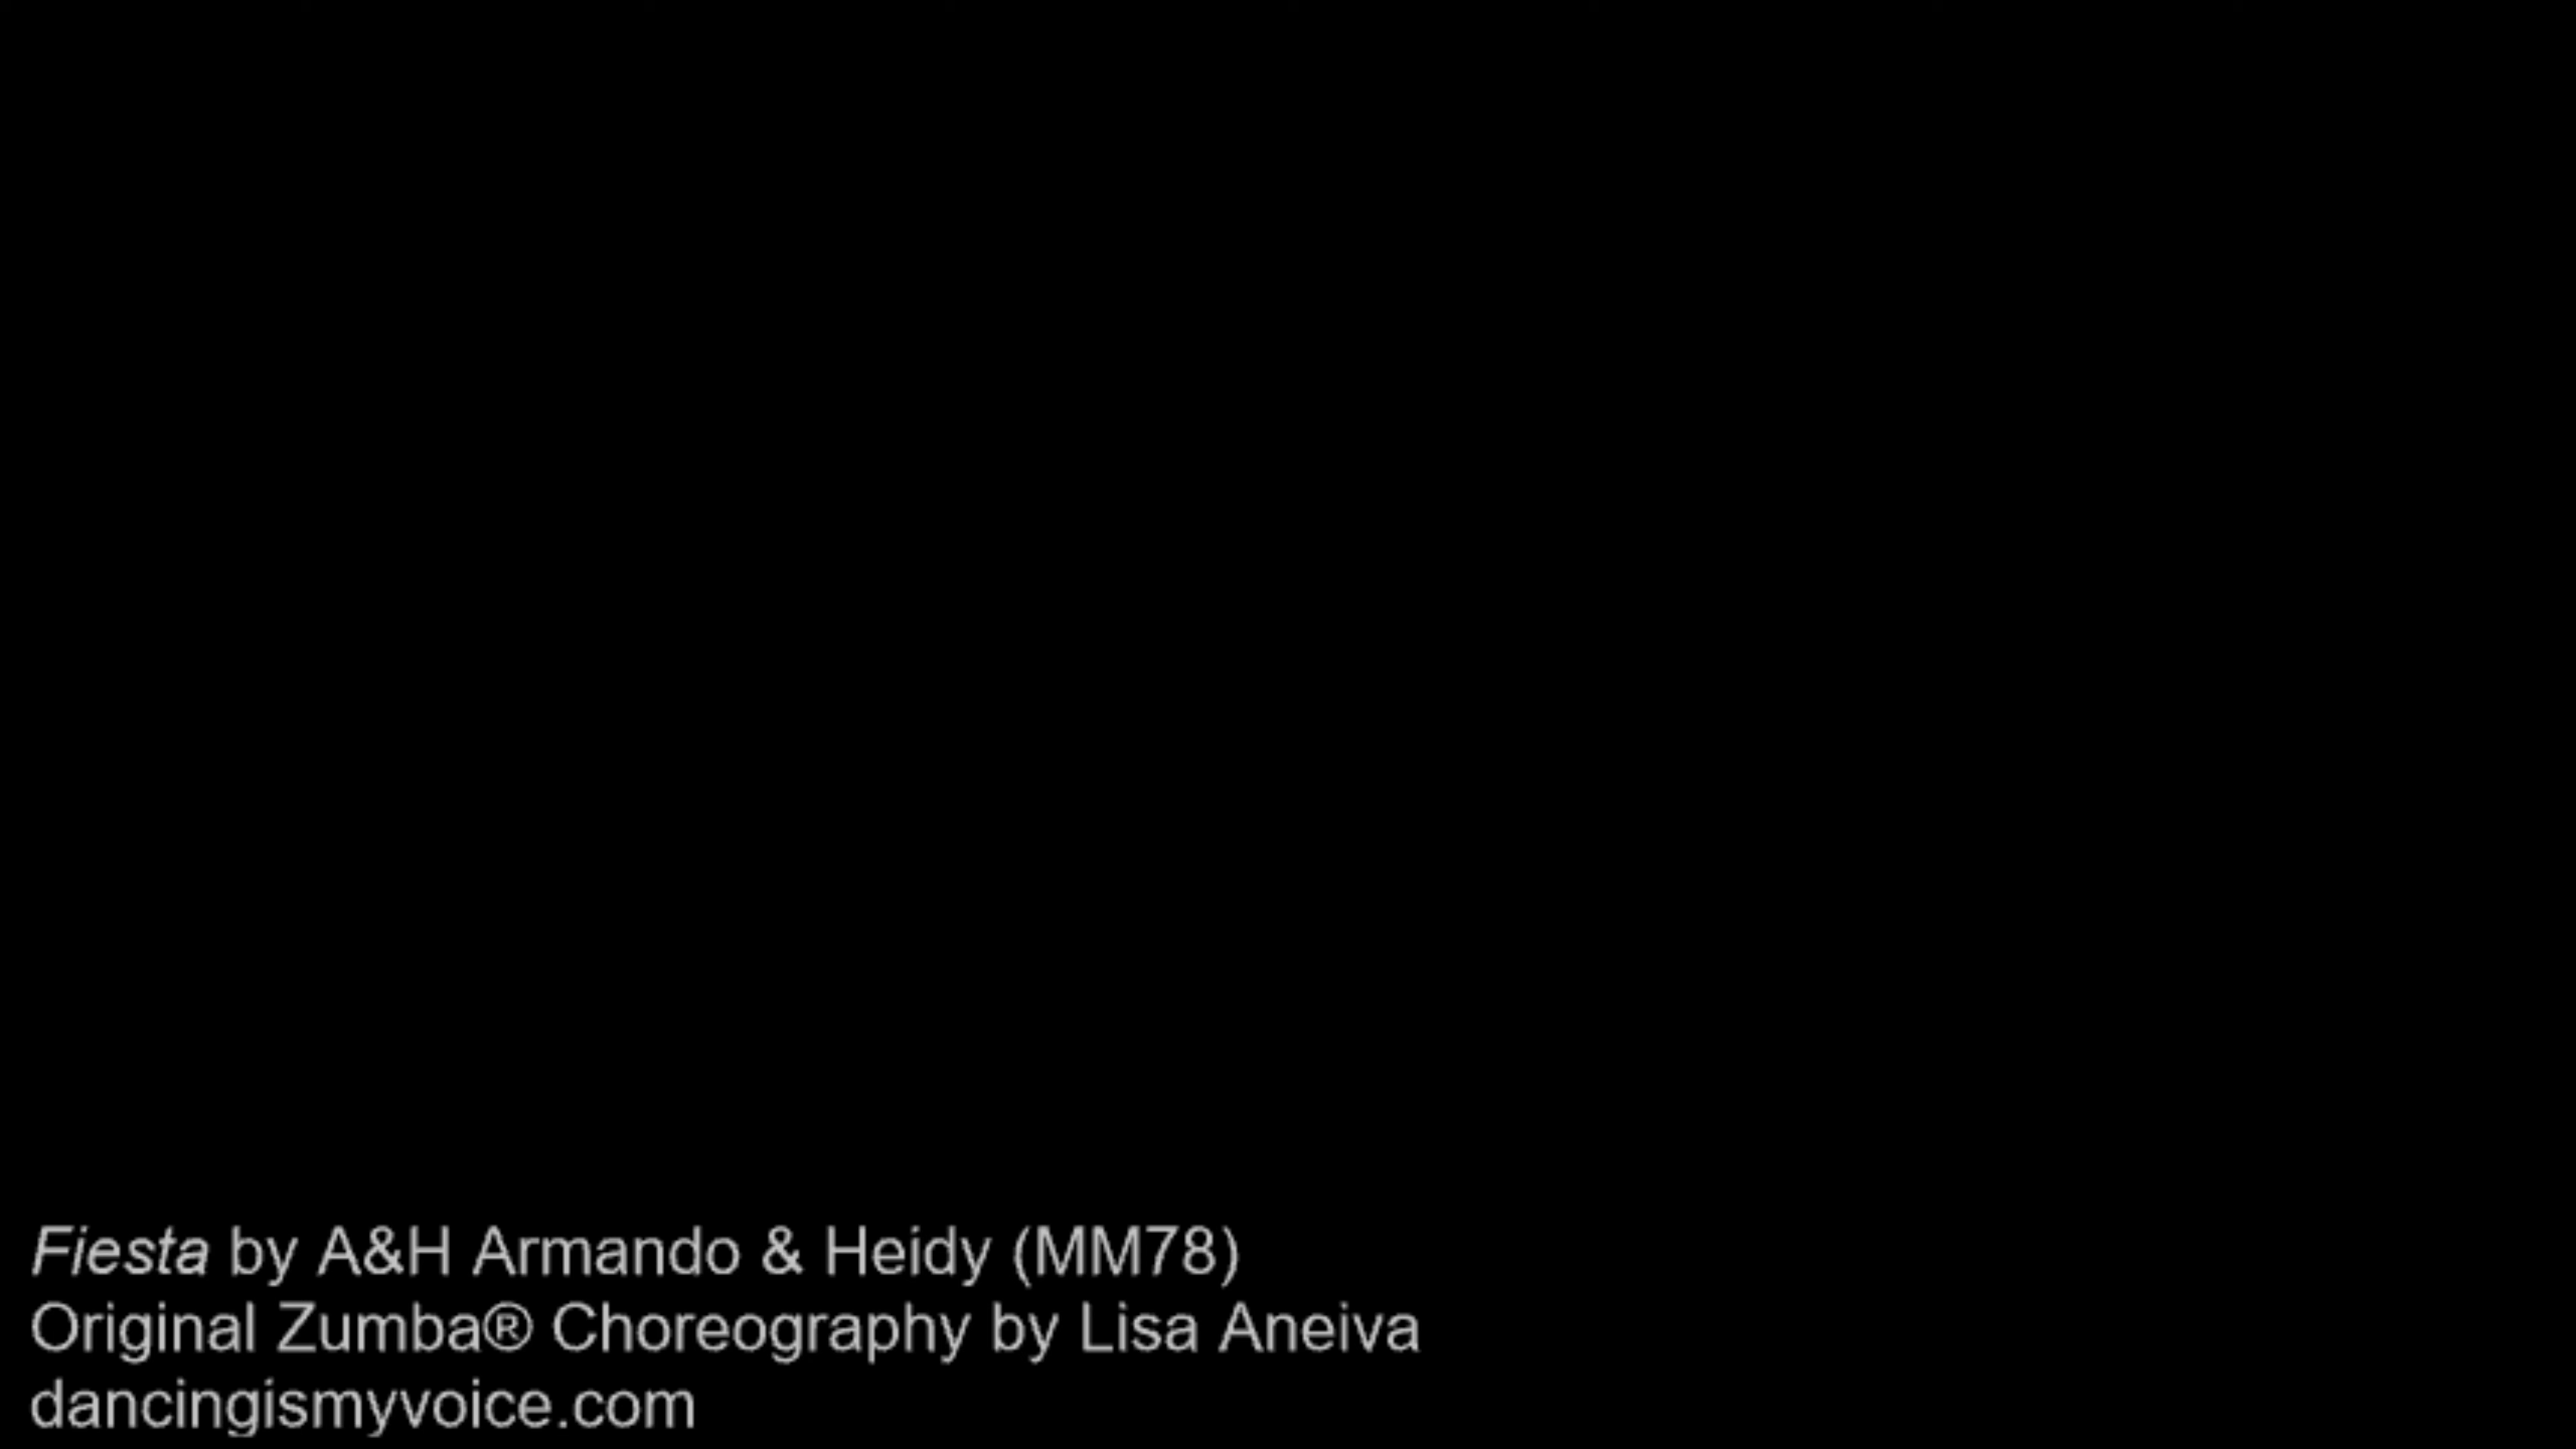 Fiesta by A&H Armando & Heidy (MM78)
Original Zumba® Choreography by Lisa Aneiva
dancingismyvoice.com